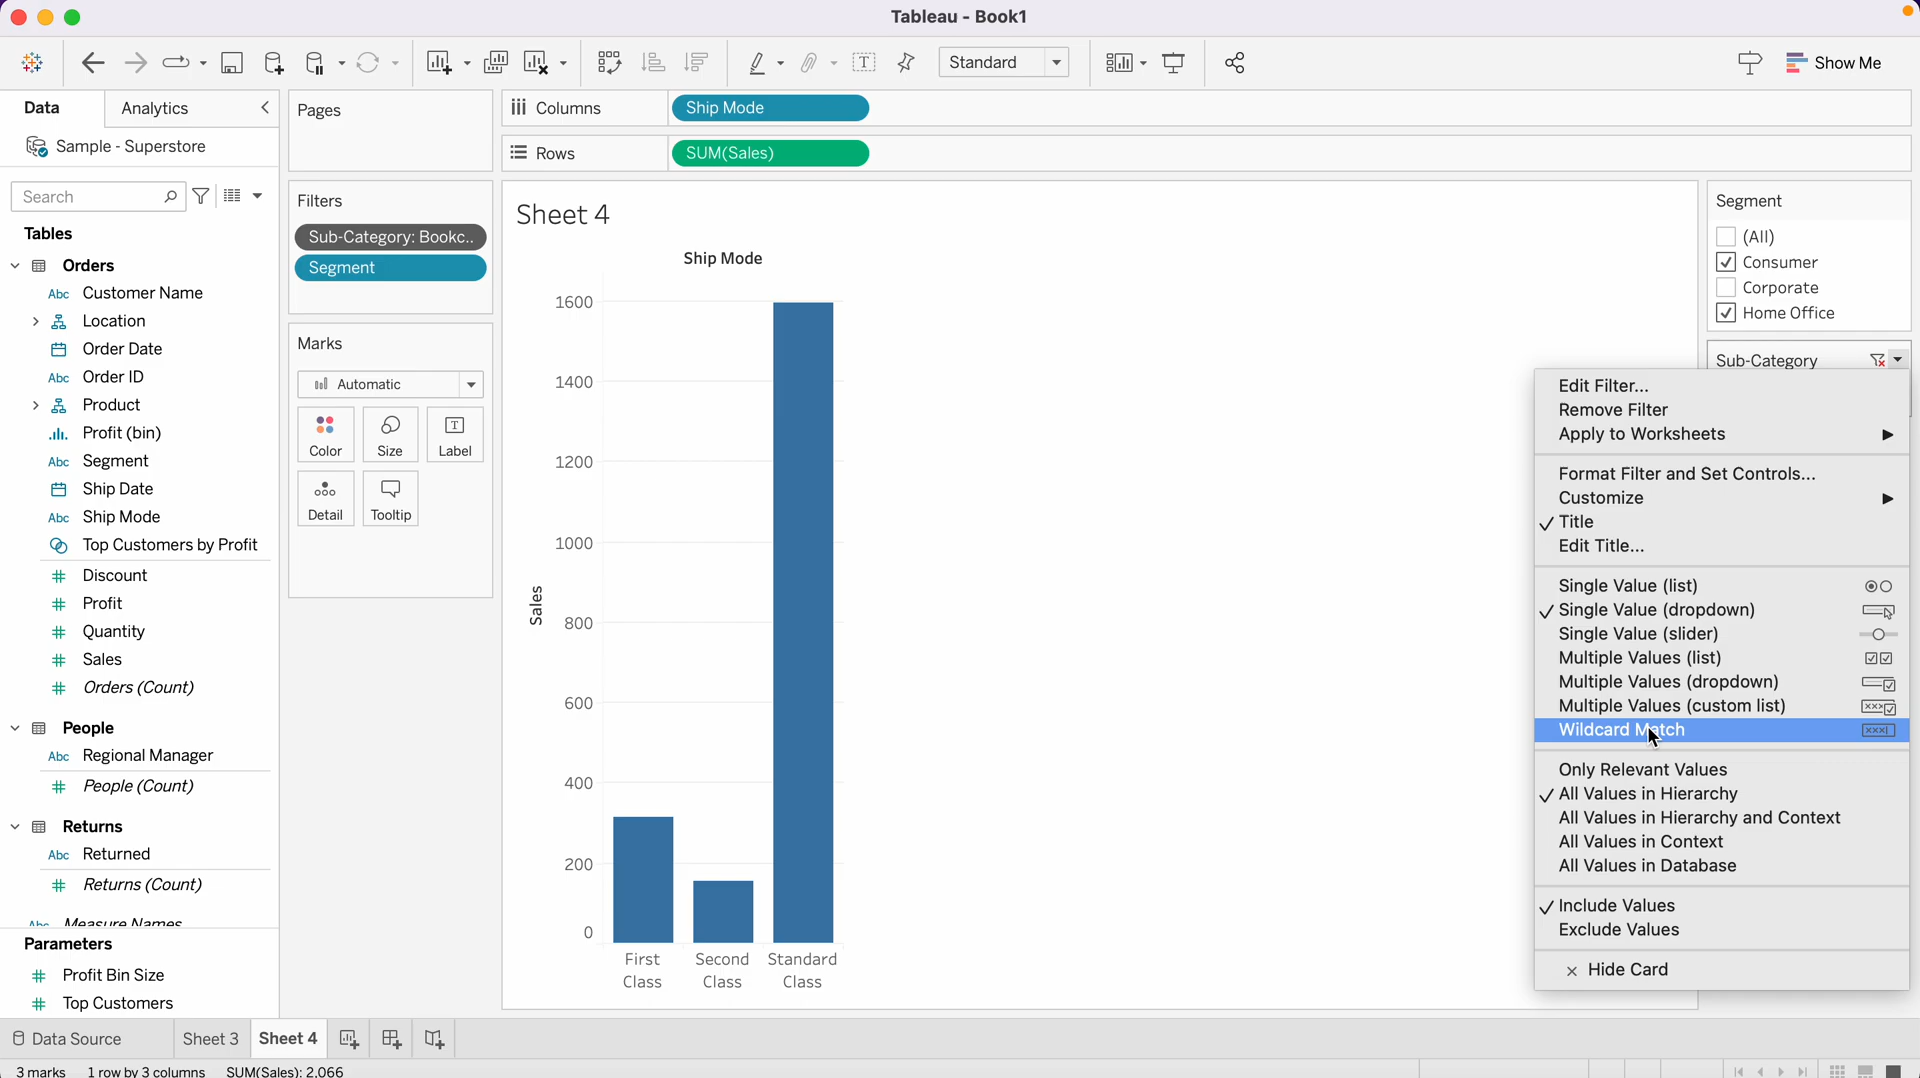 Tableau - Book1
Standard
Show Me
Data
Analytics
Sample - Superstore
Search
Tables
Orders
Abc Customer Name
Location
Order Date
Abc Order ID
Product
Profit (bin)
Abc Segment
Ship Date
Abc Ship Mode
Top Customers by Profit
# Discount
# Profit
# Quantity
# Sales
# Orders (Count)
People
Abc Regional Manager
# People (Count)
Returns
Abc Returned
# Returns (Count)
Abc Measure Names
Parameters
# Profit Bin Size
# Top Customers
Pages
Filters
Sub-Category: Bookc..
Segment
Marks
Automatic
Color
Size
Label
Detail
Tooltip
Columns
Ship Mode
Rows
SUM(Sales)
Sheet 4
Ship Mode
1600
1400
1200
1000
800
600
400
200
0
Sales
First Class
Second Class
Standard Class
Segment
(All)
Consumer
Corporate
Home Office
Sub-Category
Edit Filter...
Remove Filter
Apply to Worksheets
Format Filter and Set Controls...
Customize
Title
Edit Title...
Single Value (list)
Single Value (dropdown)
Single Value (slider)
Multiple Values (list)
Multiple Values (dropdown)
Multiple Values (custom list)
Wildcard Match
Only Relevant Values
All Values in Hierarchy
All Values in Hierarchy and Context
All Values in Context
All Values in Database
Include Values
Exclude Values
× Hide Card
Data Source
Sheet 3
Sheet 4
3 marks
1 row by 3 columns
SUM(Sales): 2,066